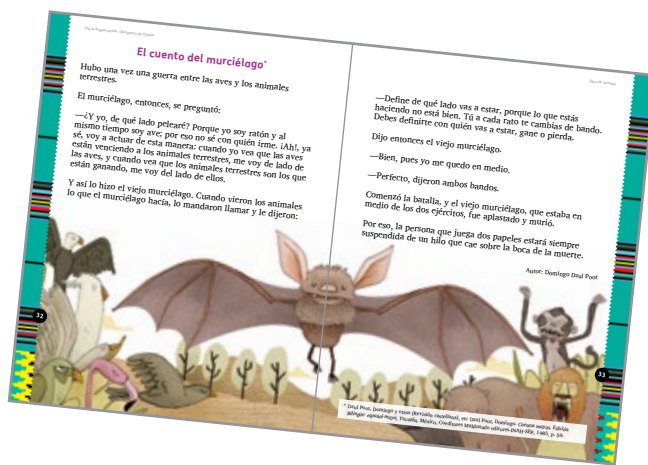 El cuento del murciélago*
Hubo una vez una guerra entre las aves y los animales
terrestres.
El murciélago, entonces, se preguntó:
—¿Y yo, de qué lado pelearé? Porque yo soy ratón y al
mismo tiempo soy ave; por eso no sé con quién irme. ¡Ah!, ya
sé, voy a actuar de esta manera: cuando yo vea que las aves
están venciendo a los animales terrestres, me voy de lado de
las aves, y cuando vea que los animales terrestres son los que
están ganando, me voy del lado de ellos.
Y así lo hizo el viejo murciélago. Cuando vieron los animales
lo que el murciélago hacía, lo mandaron llamar y le dijeron:
32
—Define de qué lado vas a estar, porque lo que estás
haciendo no está bien. Tú a cada rato te cambias de bando.
Debes definirte con quién vas a estar, gane o pierda.
Dijo entonces el viejo murciélago.
—Bien, pues yo me quedo en medio.
—Perfecto, dijeron ambos bandos.
Comenzó la batalla, y el viejo murciélago, que estaba en
medio de los dos ejércitos, fue aplastado y murió.
Por eso, la persona que juega dos papeles estará siempre
suspendida de un hilo que cae sobre la boca de la muerte.
Autor: Domingo Dzul Poot
33
* Dzul Poot, Domingo